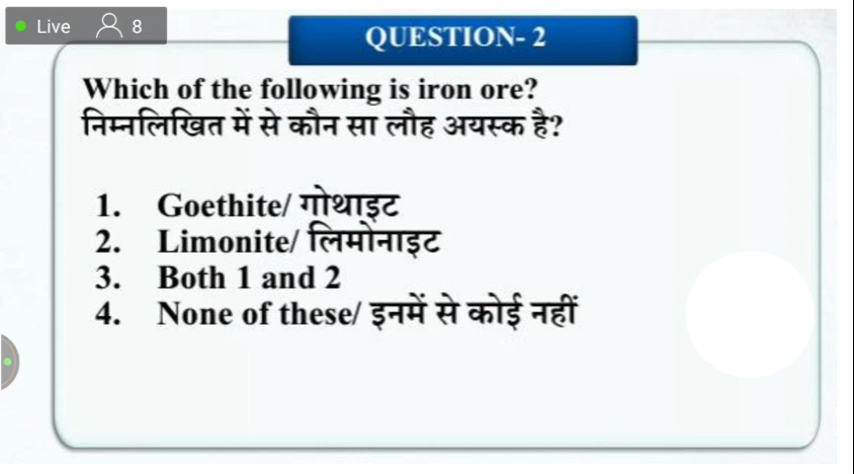 Live 8
QUESTION- 2
Which of the following is iron ore?
निम्नलिखित में से कौन सा लौह अयस्क है?
1. Goethite/ गोथाइट
2. Limonite/ लिमोनाइट
3. Both 1 and 2
4. None of these/ इनमें से कोई नहीं